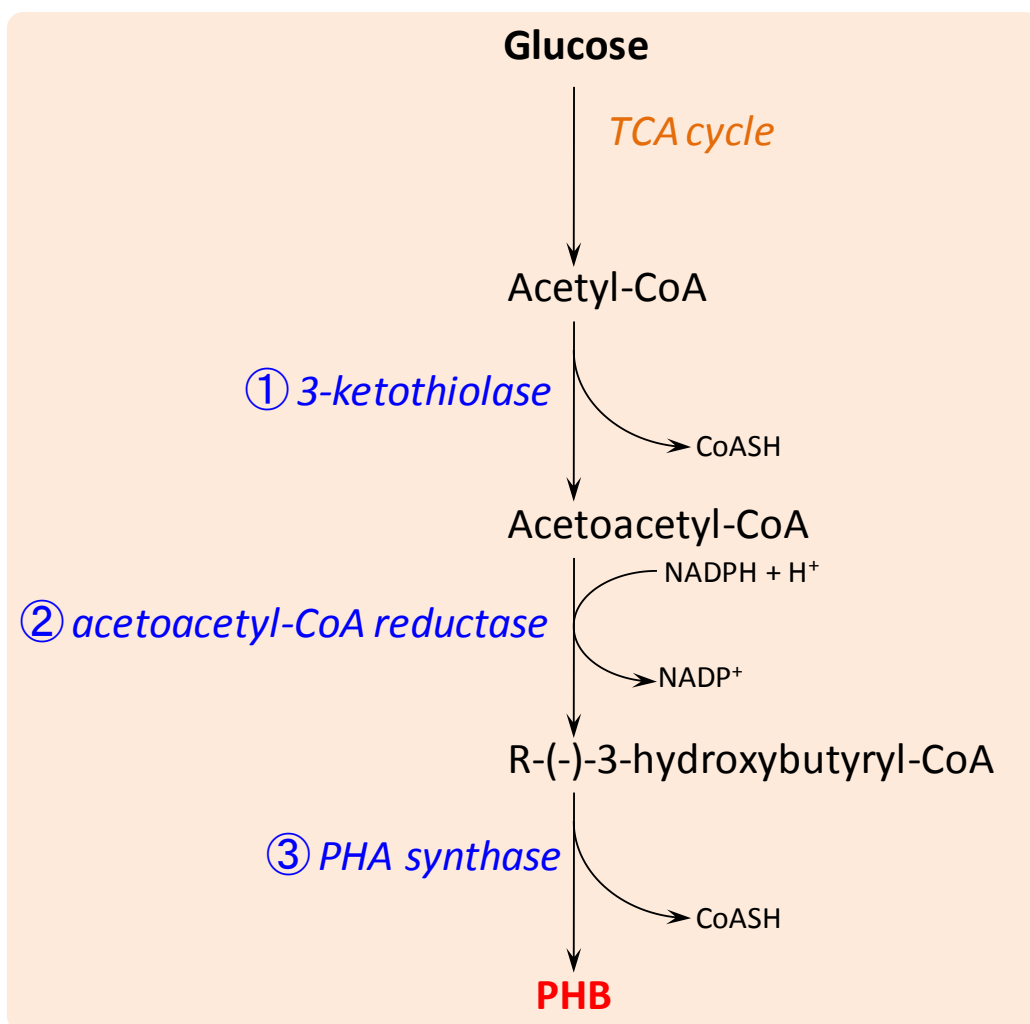 Glucose
TCA cycle
Acetyl-CoA
① 3-ketothiolase
CoASH
Acetoacetyl-CoA
NADPH + H⁺
② acetoacetyl-CoA reductase
NADP⁺
R-(-)-3-hydroxybutyryl-CoA
③ PHA synthase
CoASH
PHB